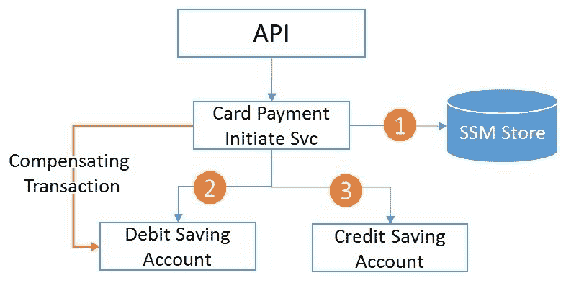 API
Card Payment
Initiate Svc
1
SSM Store
Compensating
Transaction
2
3
Debit Saving
Account
Credit Saving
Account